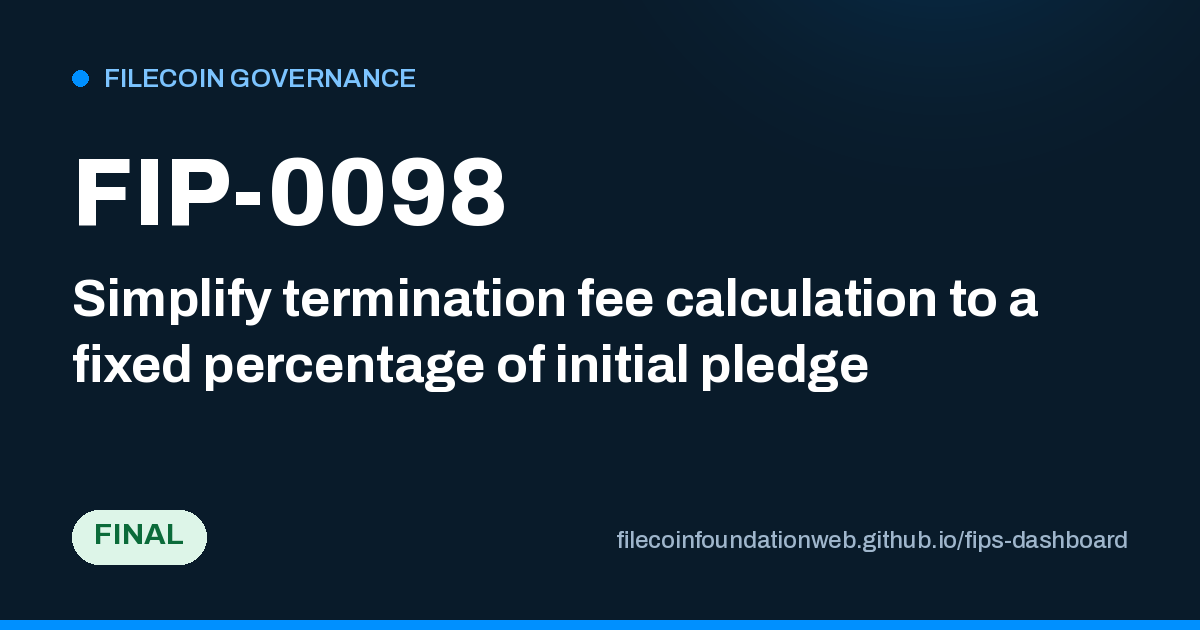 FILECOIN GOVERNANCE
FIP-0098
Simplify termination fee calculation to a
fixed percentage of initial pledge
FINAL
filecoinfoundationweb.github.io/fips-dashboard